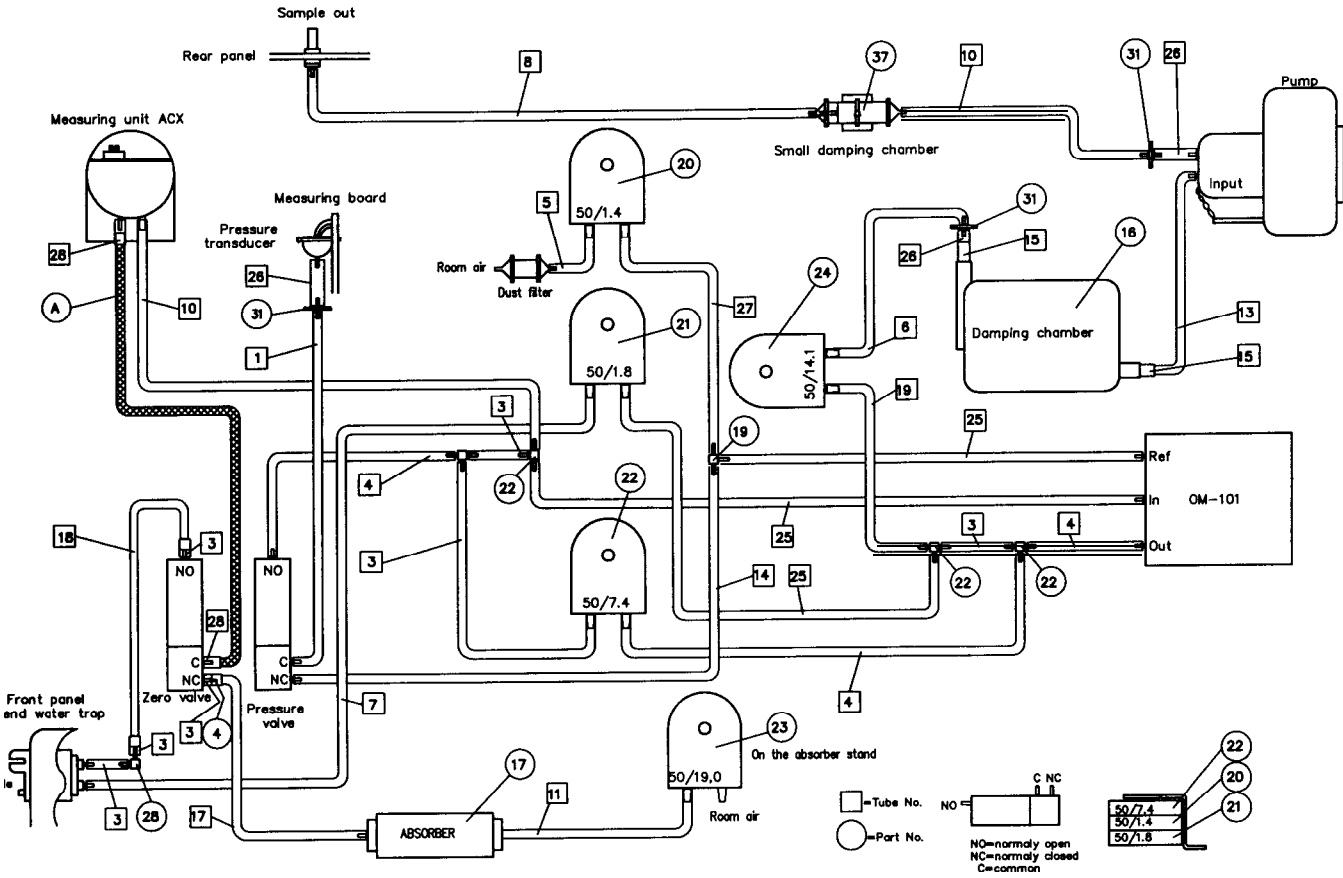 Sample out
Rear panel
8
37
10
31
26
Pump
Measuring unit ACX
Small damping chamber
Input
20
Measuring board
50/1.4
5
Pressure
transducer
31
16
28
26
26
15
Room air
Dust filter
24
A
10
31
27
21
6
Damping chamber
13
1
50/1.8
50/14.1
15
19
3
19
25
Ref
4
22
22
In
OM-101
18
3
3
25
3
4
Out
NO
NO
14
25
22
22
50/7.4
28
C
C
NC
NC
Front panel
end water trap
Zero valve
Pressure
valve
3
4
7
4
3
23
On the absorber stand
50/19,0
17
11
3
28
17
ABSORBER
Room air
=Tube No.
=Part No.
C NC
NO
NO=normaly open
NC=normaly closed
C=common
22
20
21
50/7.4
50/1.4
50/1.8